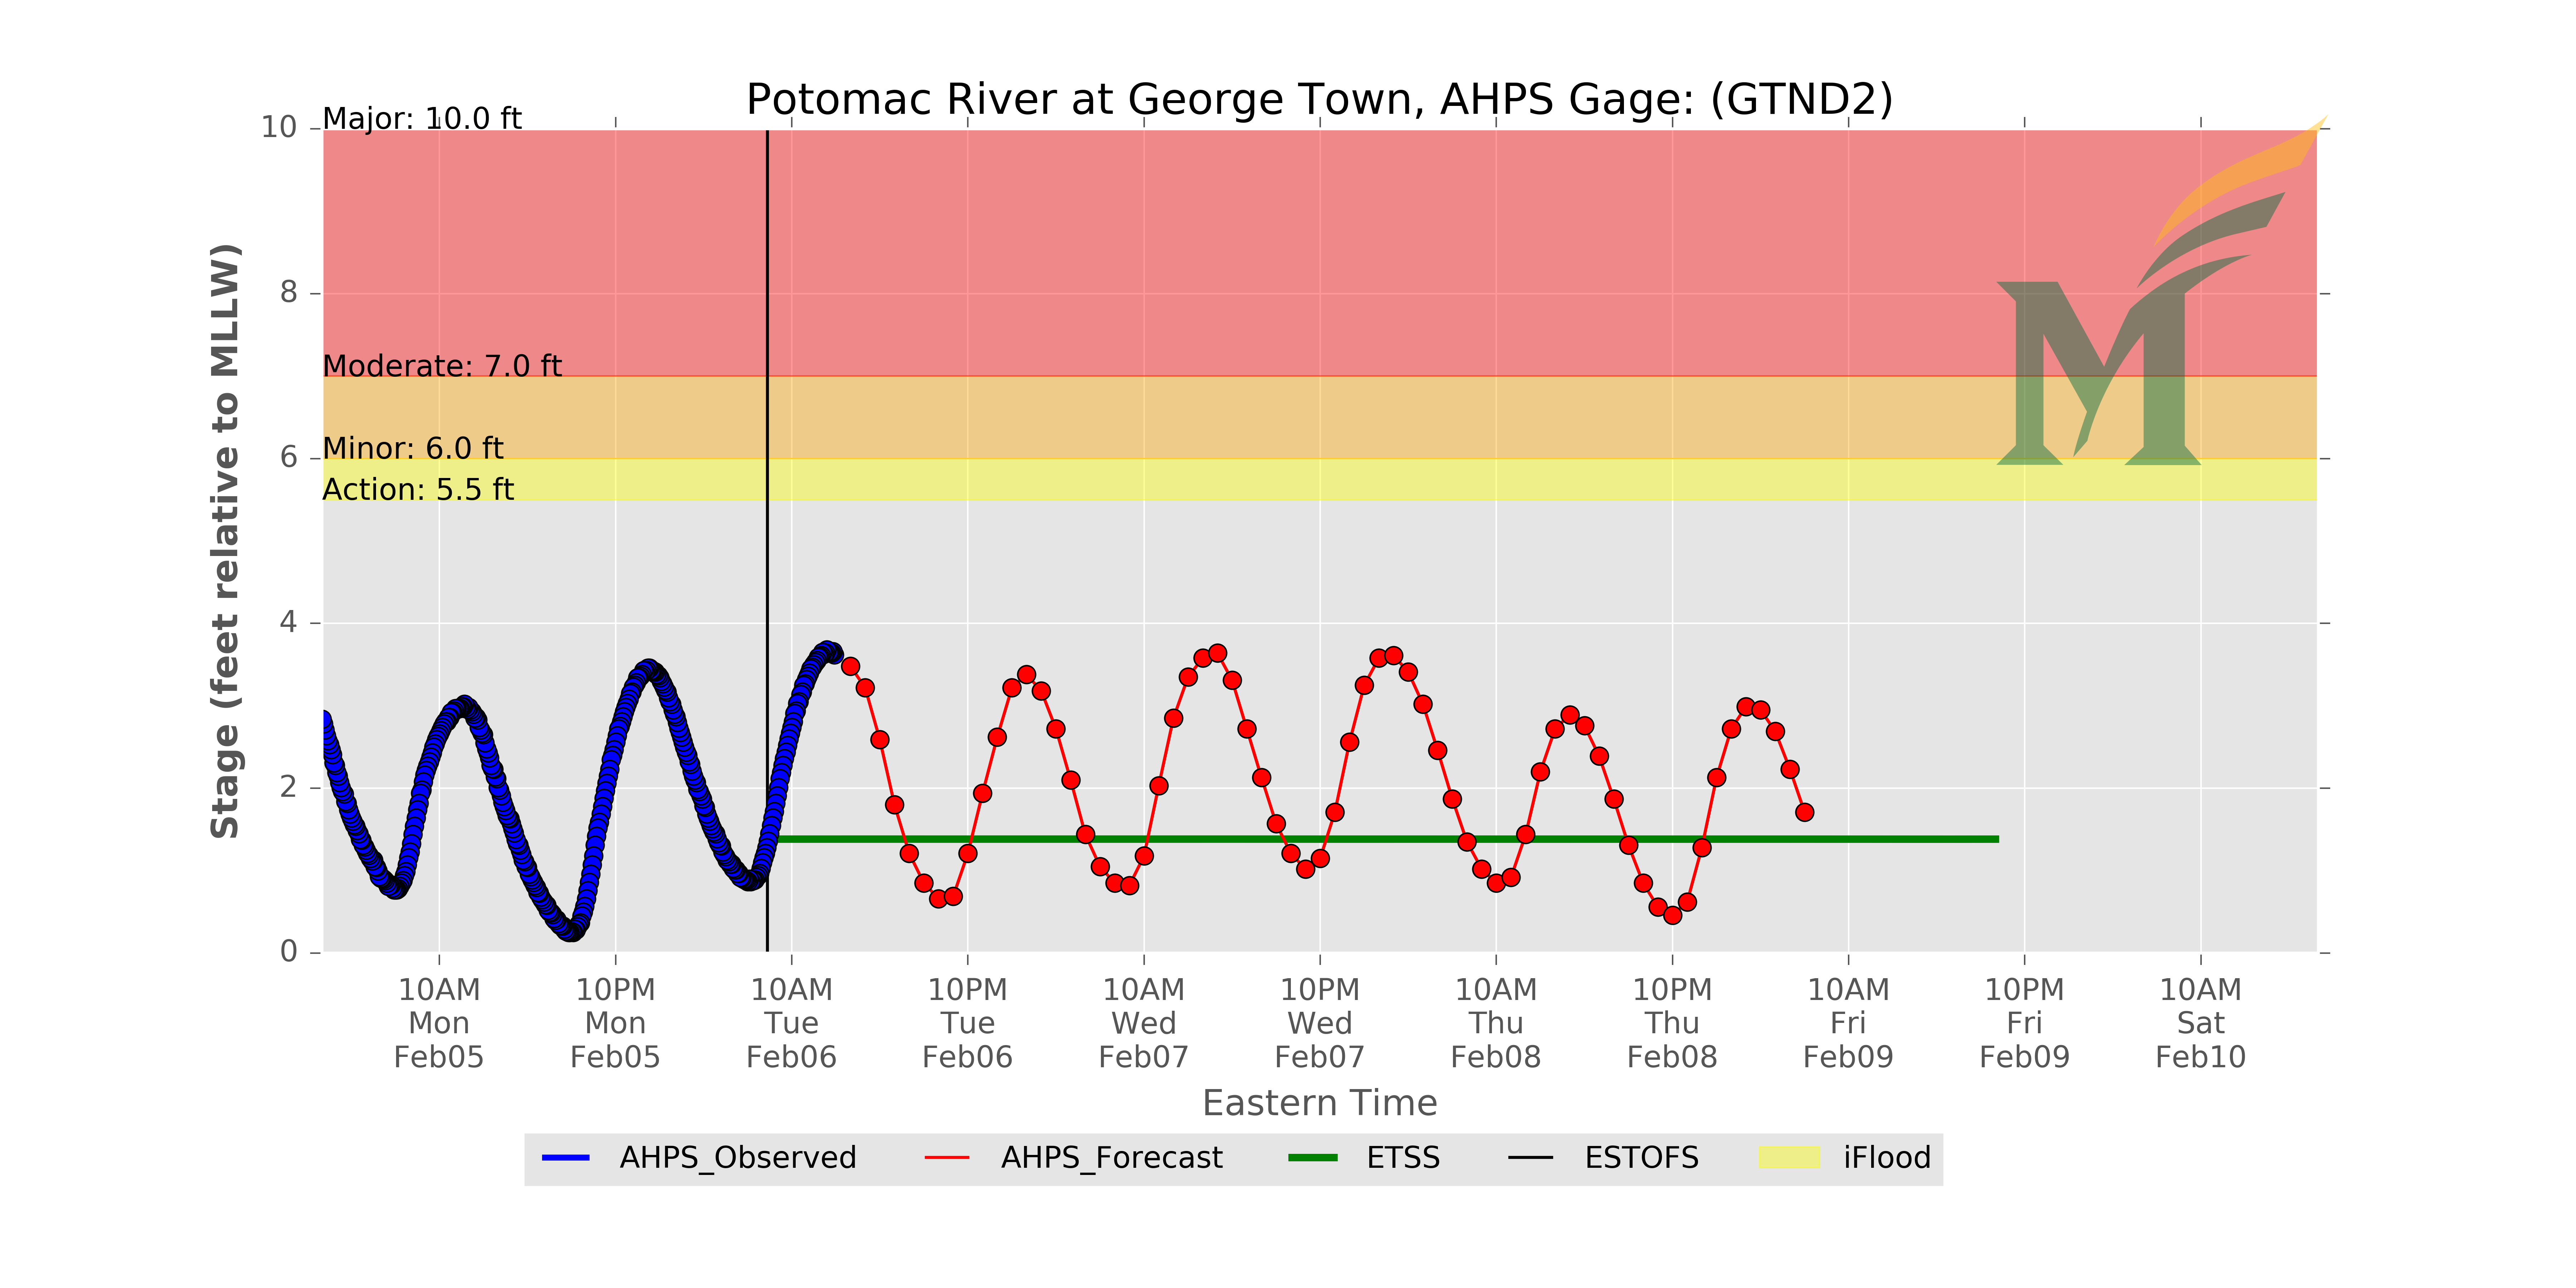 Potomac River at George Town, AHPS Gage: (GTND2)
Major: 10.0 ft
Moderate: 7.0 ft
Minor: 6.0 ft
Action: 5.5 ft
10
8
6
4
2
0
Stage (feet relative to MLLW)
10AM 10PM 10AM 10PM 10AM 10PM 10AM 10PM 10AM 10PM 10AM
Mon Mon Tue Tue Wed Wed Thu Thu Fri Fri Sat
Feb05 Feb05 Feb06 Feb06 Feb07 Feb07 Feb08 Feb08 Feb09 Feb09 Feb10
Eastern Time
AHPS_Observed AHPS_Forecast ETSS ESTOFS iFlood
M